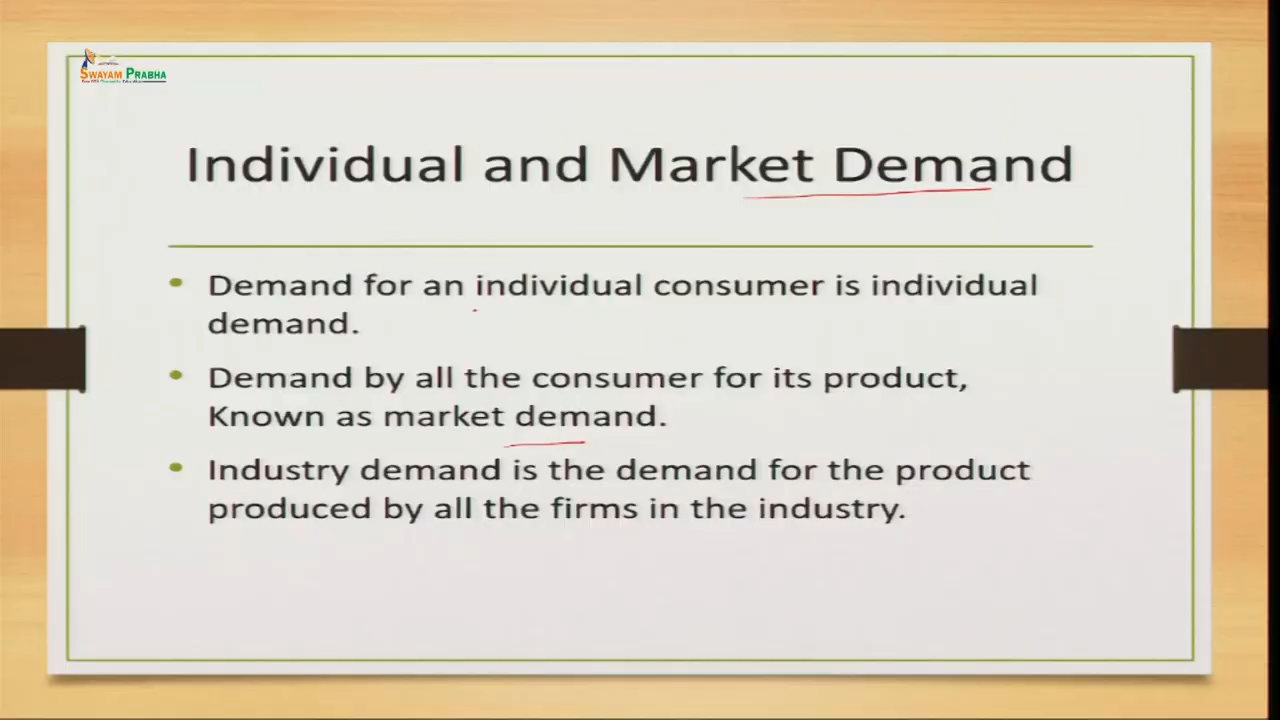 SWAYAM PRABHA
Individual and Market Demand
• Demand for an individual consumer is individual
demand.
• Demand by all the consumer for its product,
Known as market demand.
• Industry demand is the demand for the product
produced by all the firms in the industry.